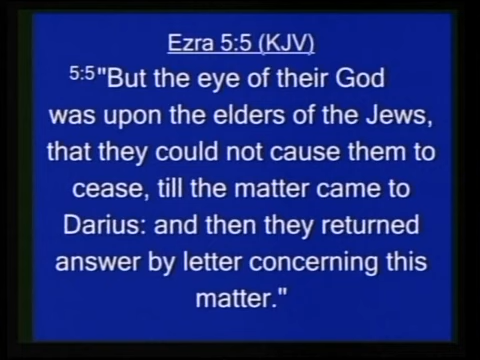 Ezra 5:5 (KJV)
5:5"But the eye of their God
was upon the elders of the Jews,
that they could not cause them to
cease, till the matter came to
Darius: and then they returned
answer by letter concerning this
matter."